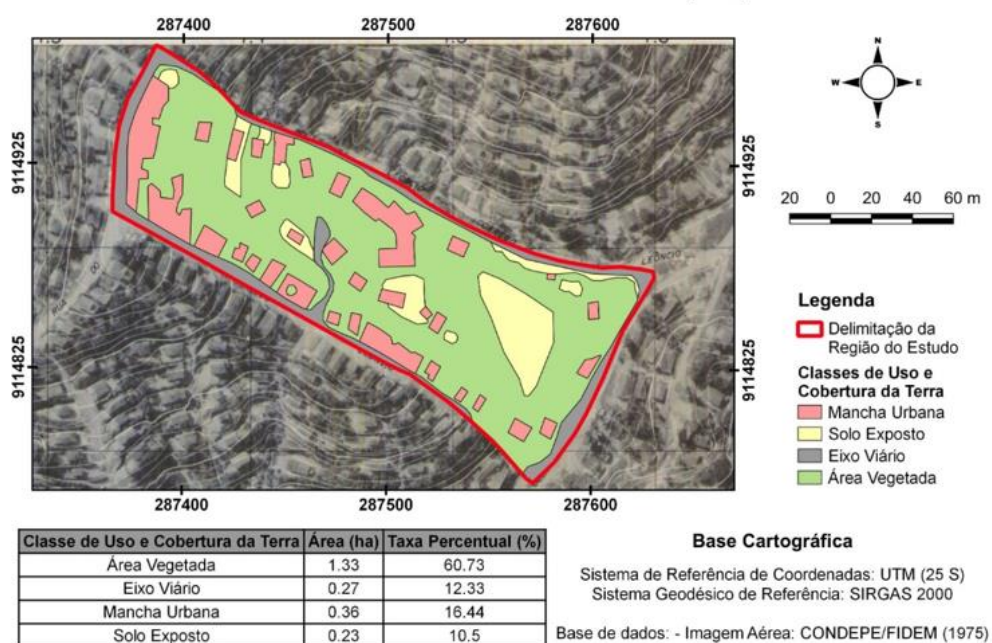 287400 287500 287600
N
W E
S
9114925 9114925
20 0 20 40 60 m
LEÔNCIO
RUA DO
Legenda
Delimitação da
Região do Estudo
Classes de Uso e
Cobertura da Terra
Mancha Urbana
Solo Exposto
Eixo Viário
Área Vegetada
9114825 9114825
287400 287500 287600
Classe de Uso e Cobertura da Terra Área (ha) Taxa Percentual (%)
Área Vegetada 1.33 60.73
Eixo Viário 0.27 12.33
Mancha Urbana 0.36 16.44
Solo Exposto 0.23 10.5
Base Cartográfica
Sistema de Referência de Coordenadas: UTM (25 S)
Sistema Geodésico de Referência: SIRGAS 2000
Base de dados: - Imagem Aérea: CONDEPE/FIDEM (1975)